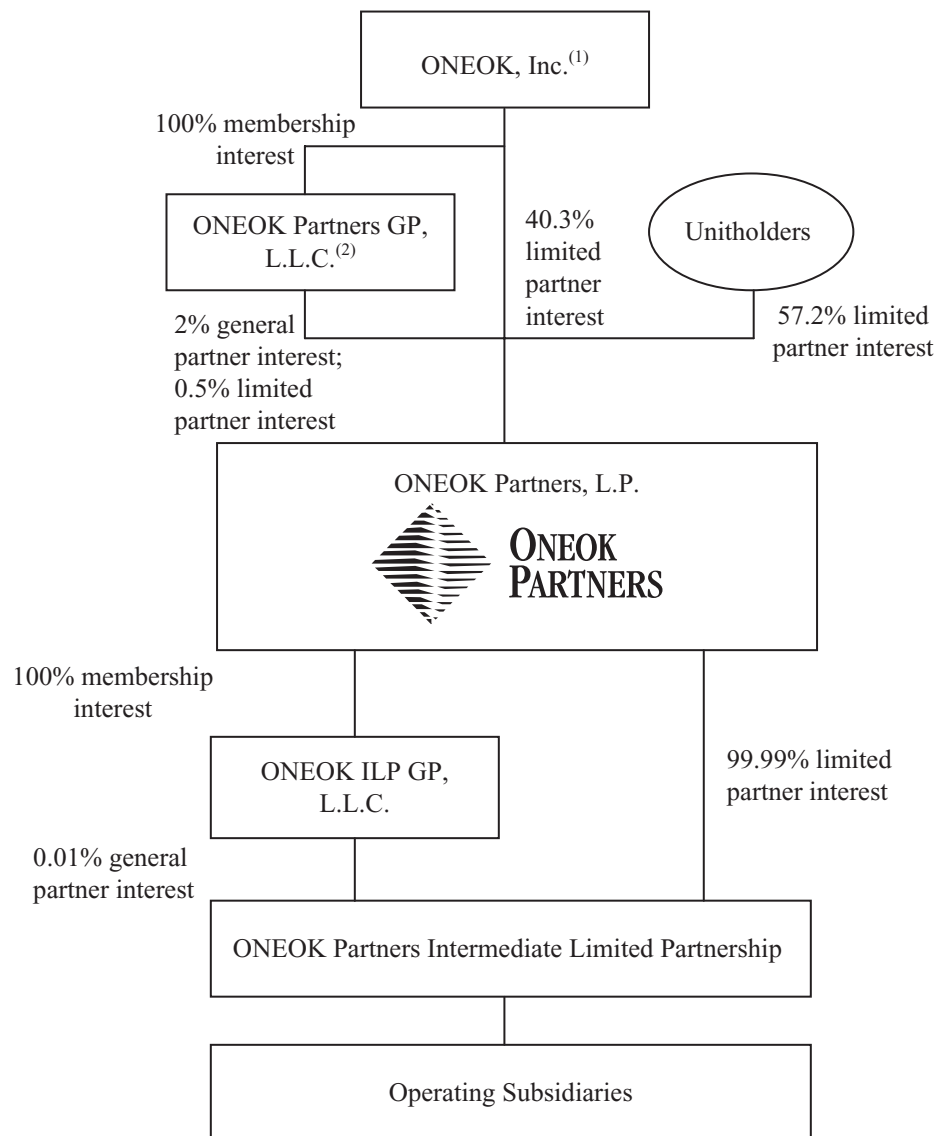 ONEOK, Inc.(1)
100% membership
interest
ONEOK Partners GP,
L.L.C.(2)
40.3%
limited
partner
interest
Unitholders
2% general
partner interest;
0.5% limited
partner interest
57.2% limited
partner interest
ONEOK Partners, L.P.
ONEOK
PARTNERS
100% membership
interest
ONEOK ILP GP,
L.L.C.
99.99% limited
partner interest
0.01% general
partner interest
ONEOK Partners Intermediate Limited Partnership
Operating Subsidiaries